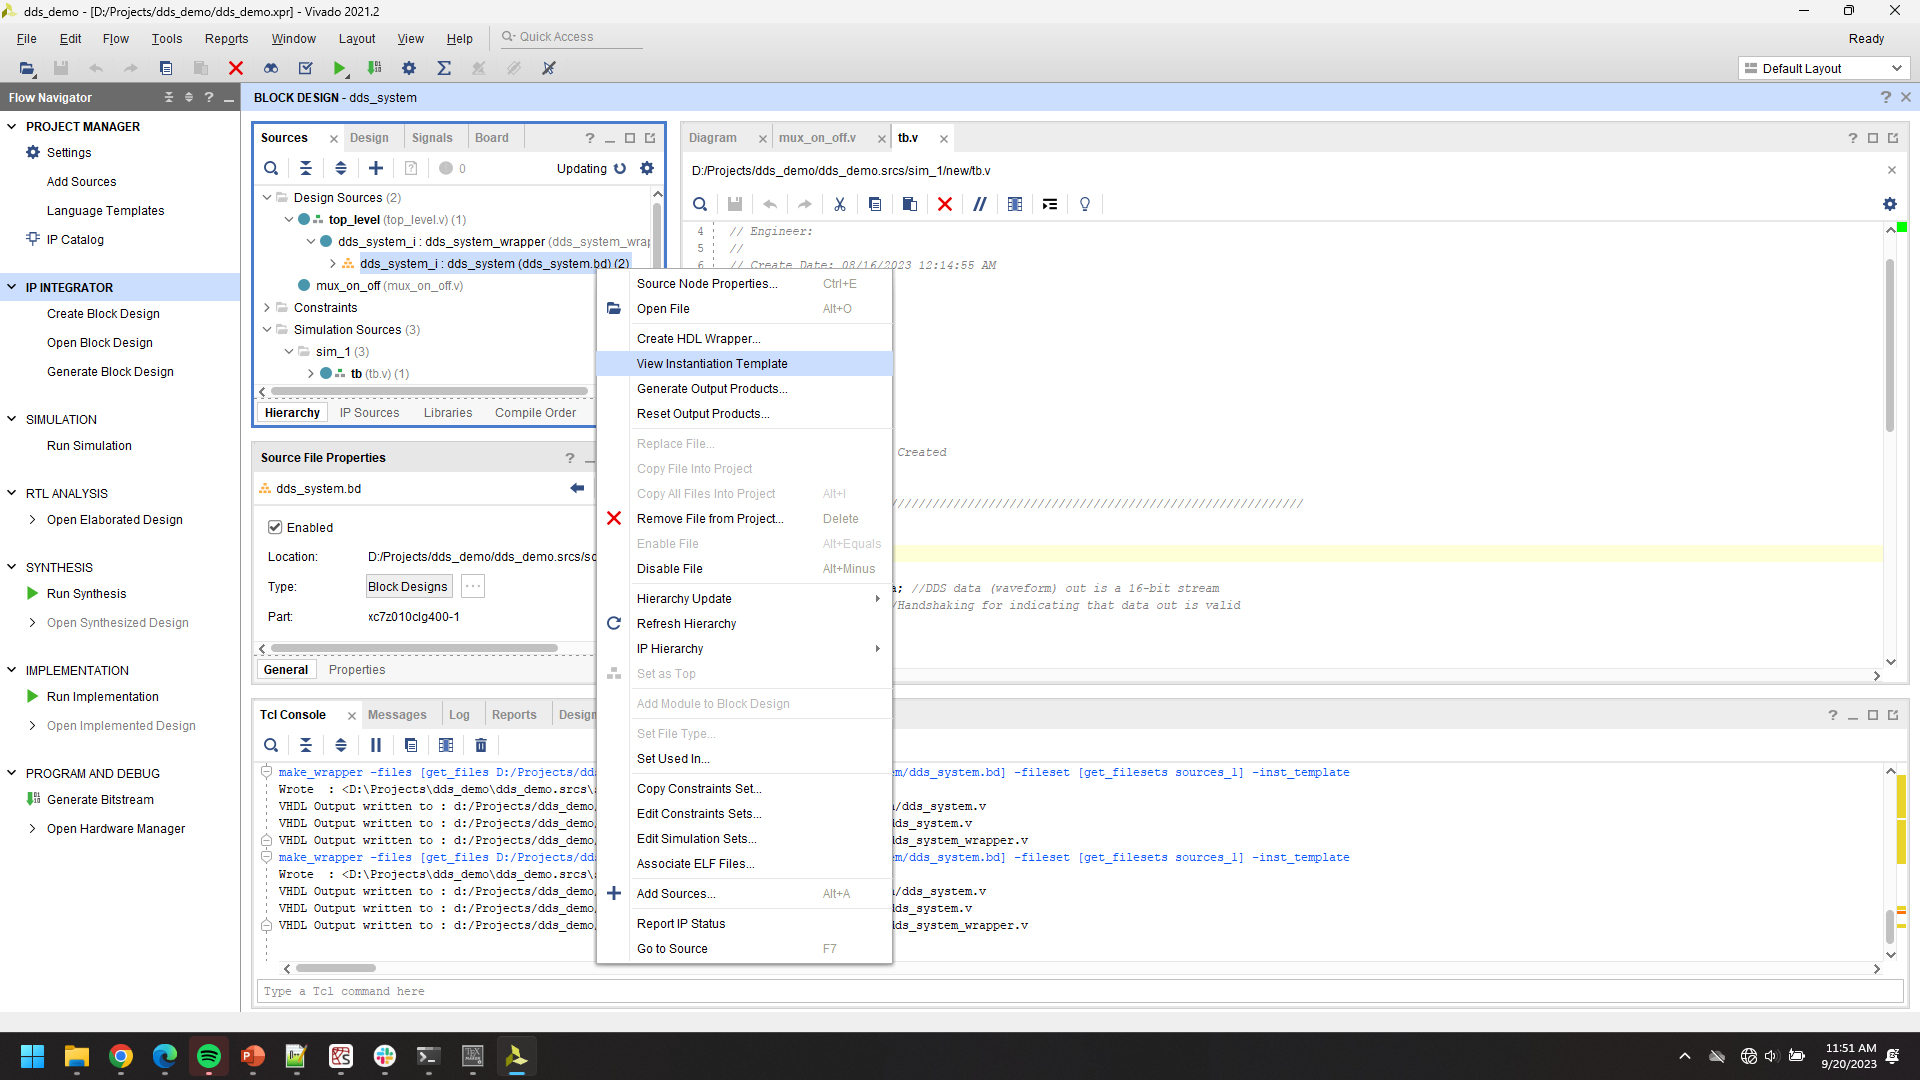 dds_demo - [D:/Projects/dds_demo/dds_demo.xpr] - Vivado 2021.2
File Edit Flow Tools Reports Window Layout View Help Quick Access Ready
Default Layout
Flow Navigator
BLOCK DESIGN - dds_system
PROJECT MANAGER
Settings
Add Sources
Language Templates
IP Catalog
IP INTEGRATOR
Create Block Design
Open Block Design
Generate Block Design
SIMULATION
Run Simulation
RTL ANALYSIS
Open Elaborated Design
SYNTHESIS
Run Synthesis
Open Synthesized Design
IMPLEMENTATION
Run Implementation
Open Implemented Design
PROGRAM AND DEBUG
Generate Bitstream
Open Hardware Manager
Sources Design Signals Board
0 Updating
Design Sources (2)
top_level (top_level.v) (1)
dds_system_i : dds_system_wrapper (dds_system_wrap
dds_system_i : dds_system (dds_system.bd) (2)
mux_on_off (mux_on_off.v)
Constraints
Simulation Sources (3)
sim_1 (3)
tb (tb.v) (1)
Hierarchy IP Sources Libraries Compile Order
Source File Properties
dds_system.bd
Enabled
Location: D:/Projects/dds_demo/dds_demo.srcs/so
Type: Block Designs ...
Part: xc7z010clg400-1
General Properties
Diagram mux_on_off.v tb.v
D:/Projects/dds_demo/dds_demo.srcs/sim_1/new/tb.v
4 // Engineer:
5 //
6 // Create Date: 08/16/2023 12:14:55 AM
Created
////////////////////////////////////////////////////////////
a; //DDS data (waveform) out is a 16-bit stream
/Handshaking for indicating that data out is valid
Source Node Properties... Ctrl+E
Open File Alt+O
Create HDL Wrapper...
View Instantiation Template
Generate Output Products...
Reset Output Products...
Replace File...
Copy File Into Project
Copy All Files Into Project Alt+I
Remove File from Project... Delete
Enable File Alt+Equals
Disable File Alt+Minus
Hierarchy Update
Refresh Hierarchy
IP Hierarchy
Set as Top
Add Module to Block Design
Set File Type...
Set Used In...
Copy Constraints Set...
Edit Constraints Sets...
Edit Simulation Sets...
Associate ELF Files...
Add Sources... Alt+A
Report IP Status
Go to Source F7
Tcl Console Messages Log Reports Design
make_wrapper -files [get_files D:/Projects/dd m/dds_system.bd] -fileset [get_filesets sources_1] -inst_template
Wrote : <D:\Projects\dds_demo\dds_demo.srcs\
VHDL Output written to : d:/Projects/dds_demo /dds_system.v
VHDL Output written to : d:/Projects/dds_demo dds_system.v
VHDL Output written to : d:/Projects/dds_demo dds_system_wrapper.v
make_wrapper -files [get_files D:/Projects/dd m/dds_system.bd] -fileset [get_filesets sources_1] -inst_template
Wrote : <D:\Projects\dds_demo\dds_demo.srcs\
VHDL Output written to : d:/Projects/dds_demo /dds_system.v
VHDL Output written to : d:/Projects/dds_demo dds_system.v
VHDL Output written to : d:/Projects/dds_demo dds_system_wrapper.v
Type a Tcl command here
11:51 AM
9/20/2023